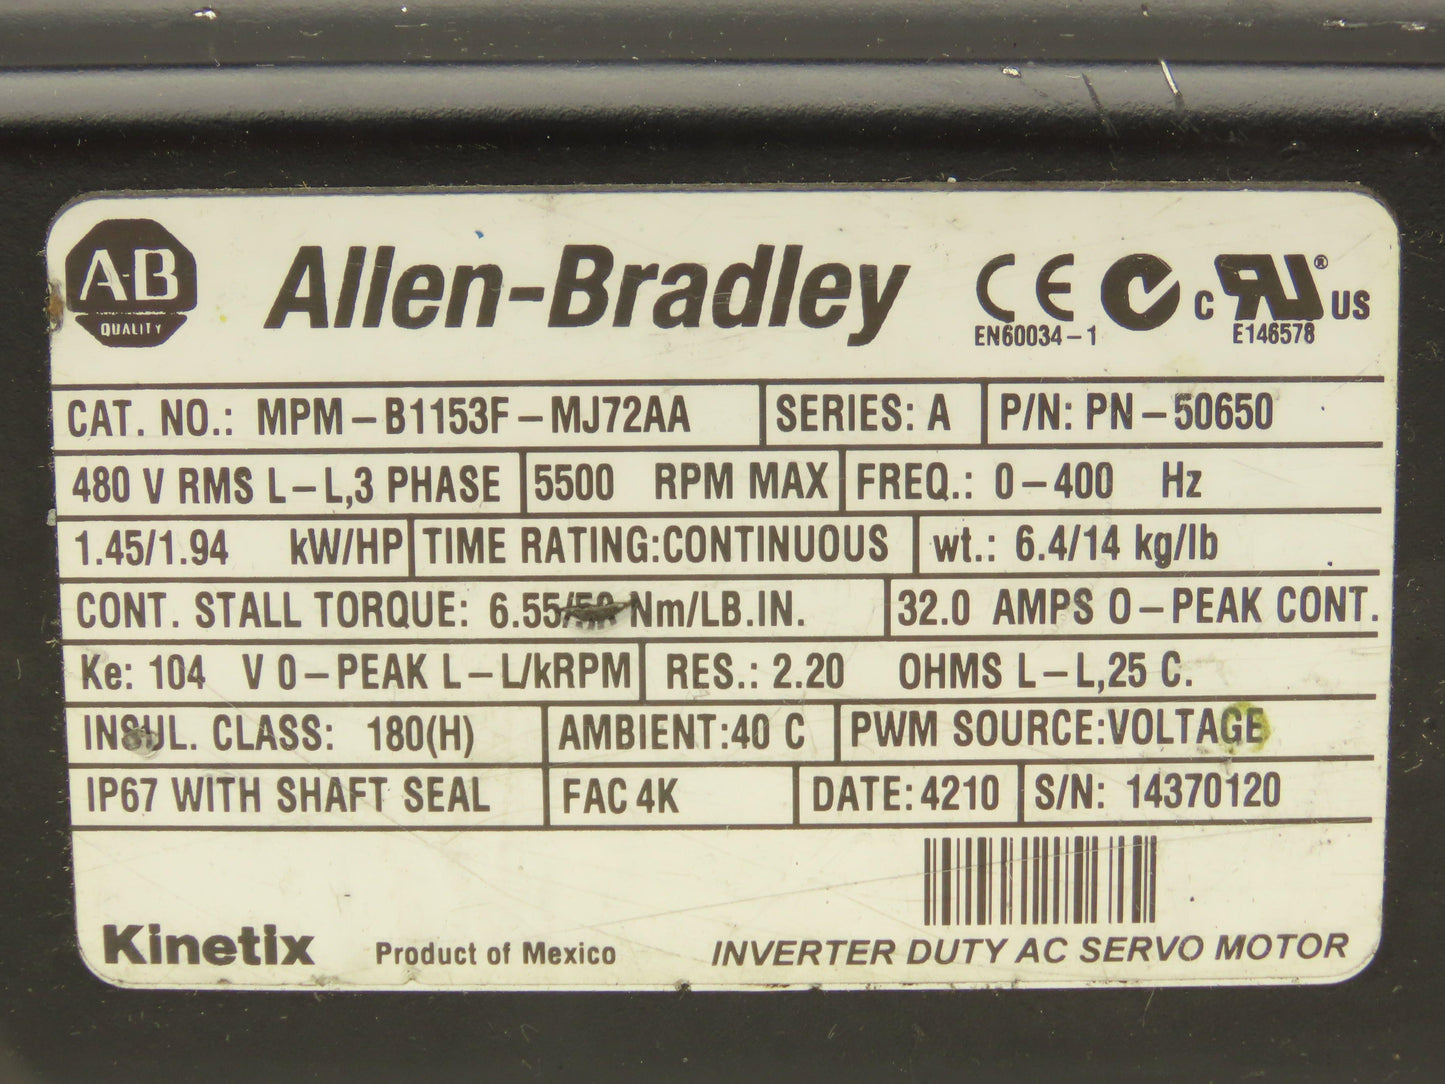 A-B
QUALITY
Allen-Bradley
CE
EN60034-1
C UR® US
E146578
CAT. NO.: MPM-B1153F-MJ72AA SERIES: A P/N: PN-50650
480 V RMS L-L,3 PHASE 5500 RPM MAX FREQ.: 0-400 Hz
1.45/1.94 kW/HP TIME RATING:CONTINUOUS wt.: 6.4/14 kg/lb
CONT. STALL TORQUE: 6.55/ Nm/LB.IN. 32.0 AMPS O-PEAK CONT.
Ke: 104 V 0-PEAK L-L/kRPM RES.: 2.20 OHMS L-L,25 C.
INSUL. CLASS: 180(H) AMBIENT:40 C PWM SOURCE:VOLTAGE
IP67 WITH SHAFT SEAL FAC 4K DATE: 4210 S/N: 14370120
Kinetix Product of Mexico INVERTER DUTY AC SERVO MOTOR